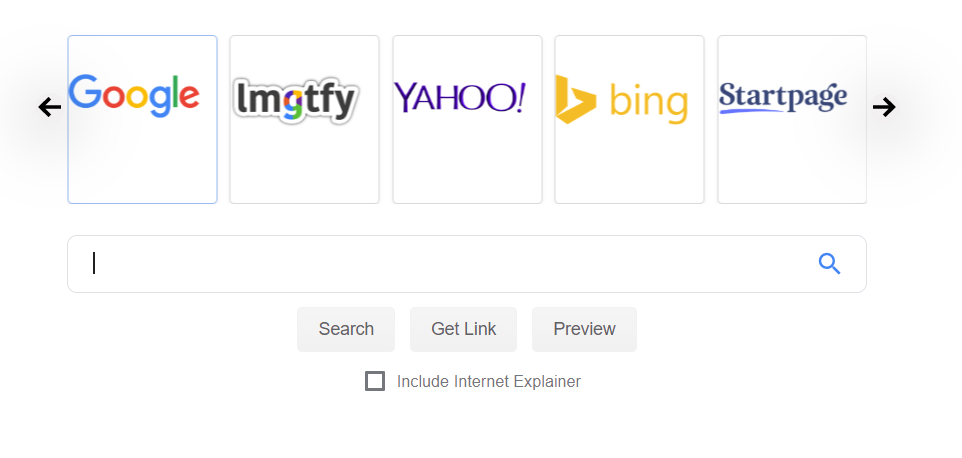 Google
lmgtfy
YAHOO!
bing
Startpage
Search
Get Link
Preview
Include Internet Explainer